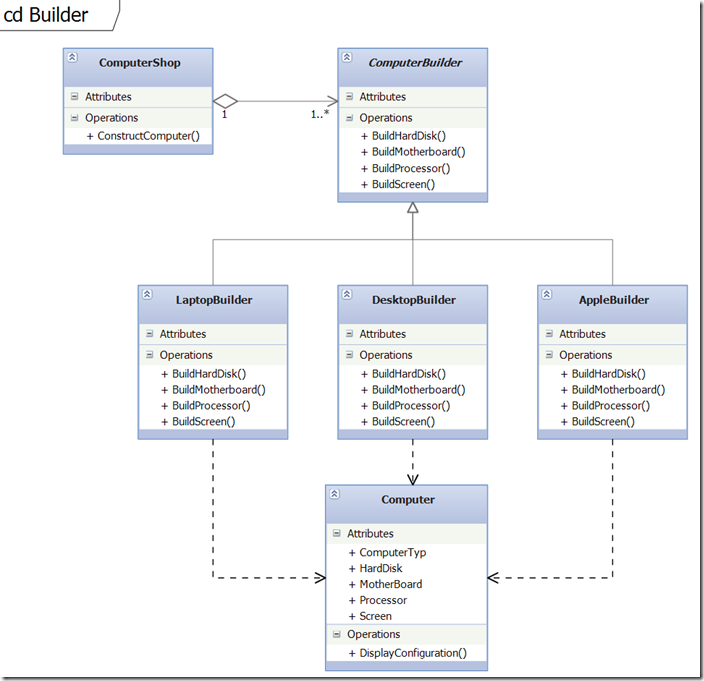 cd Builder
ComputerShop
Attributes
Operations
+ ConstructComputer()
1
1..*
ComputerBuilder
Attributes
Operations
+ BuildHardDisk()
+ BuildMotherboard()
+ BuildProcessor()
+ BuildScreen()
LaptopBuilder
Attributes
Operations
+ BuildHardDisk()
+ BuildMotherboard()
+ BuildProcessor()
+ BuildScreen()
DesktopBuilder
Attributes
Operations
+ BuildHardDisk()
+ BuildMotherboard()
+ BuildProcessor()
+ BuildScreen()
AppleBuilder
Attributes
Operations
+ BuildHardDisk()
+ BuildMotherboard()
+ BuildProcessor()
+ BuildScreen()
Computer
Attributes
+ ComputerTyp
+ HardDisk
+ MotherBoard
+ Processor
+ Screen
Operations
+ DisplayConfiguration()